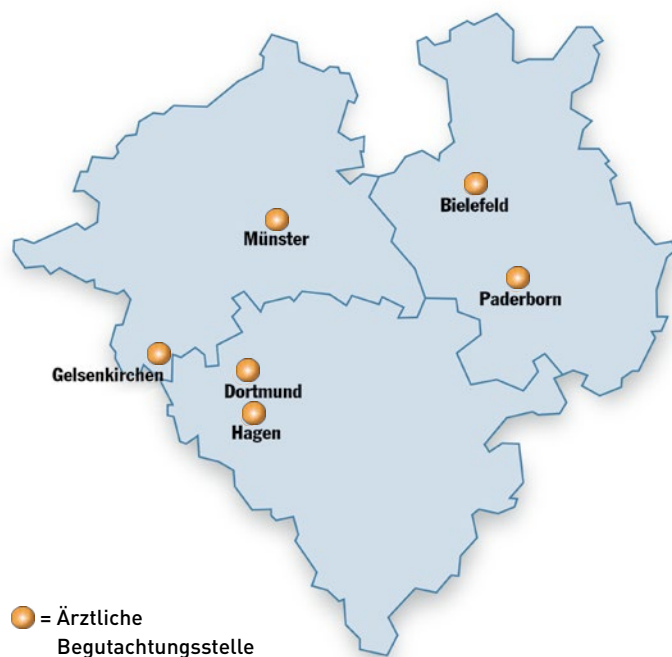 Bielefeld
Münster
Paderborn
Gelsenkirchen
Dortmund
Hagen
= Ärztliche
Begutachtungsstelle